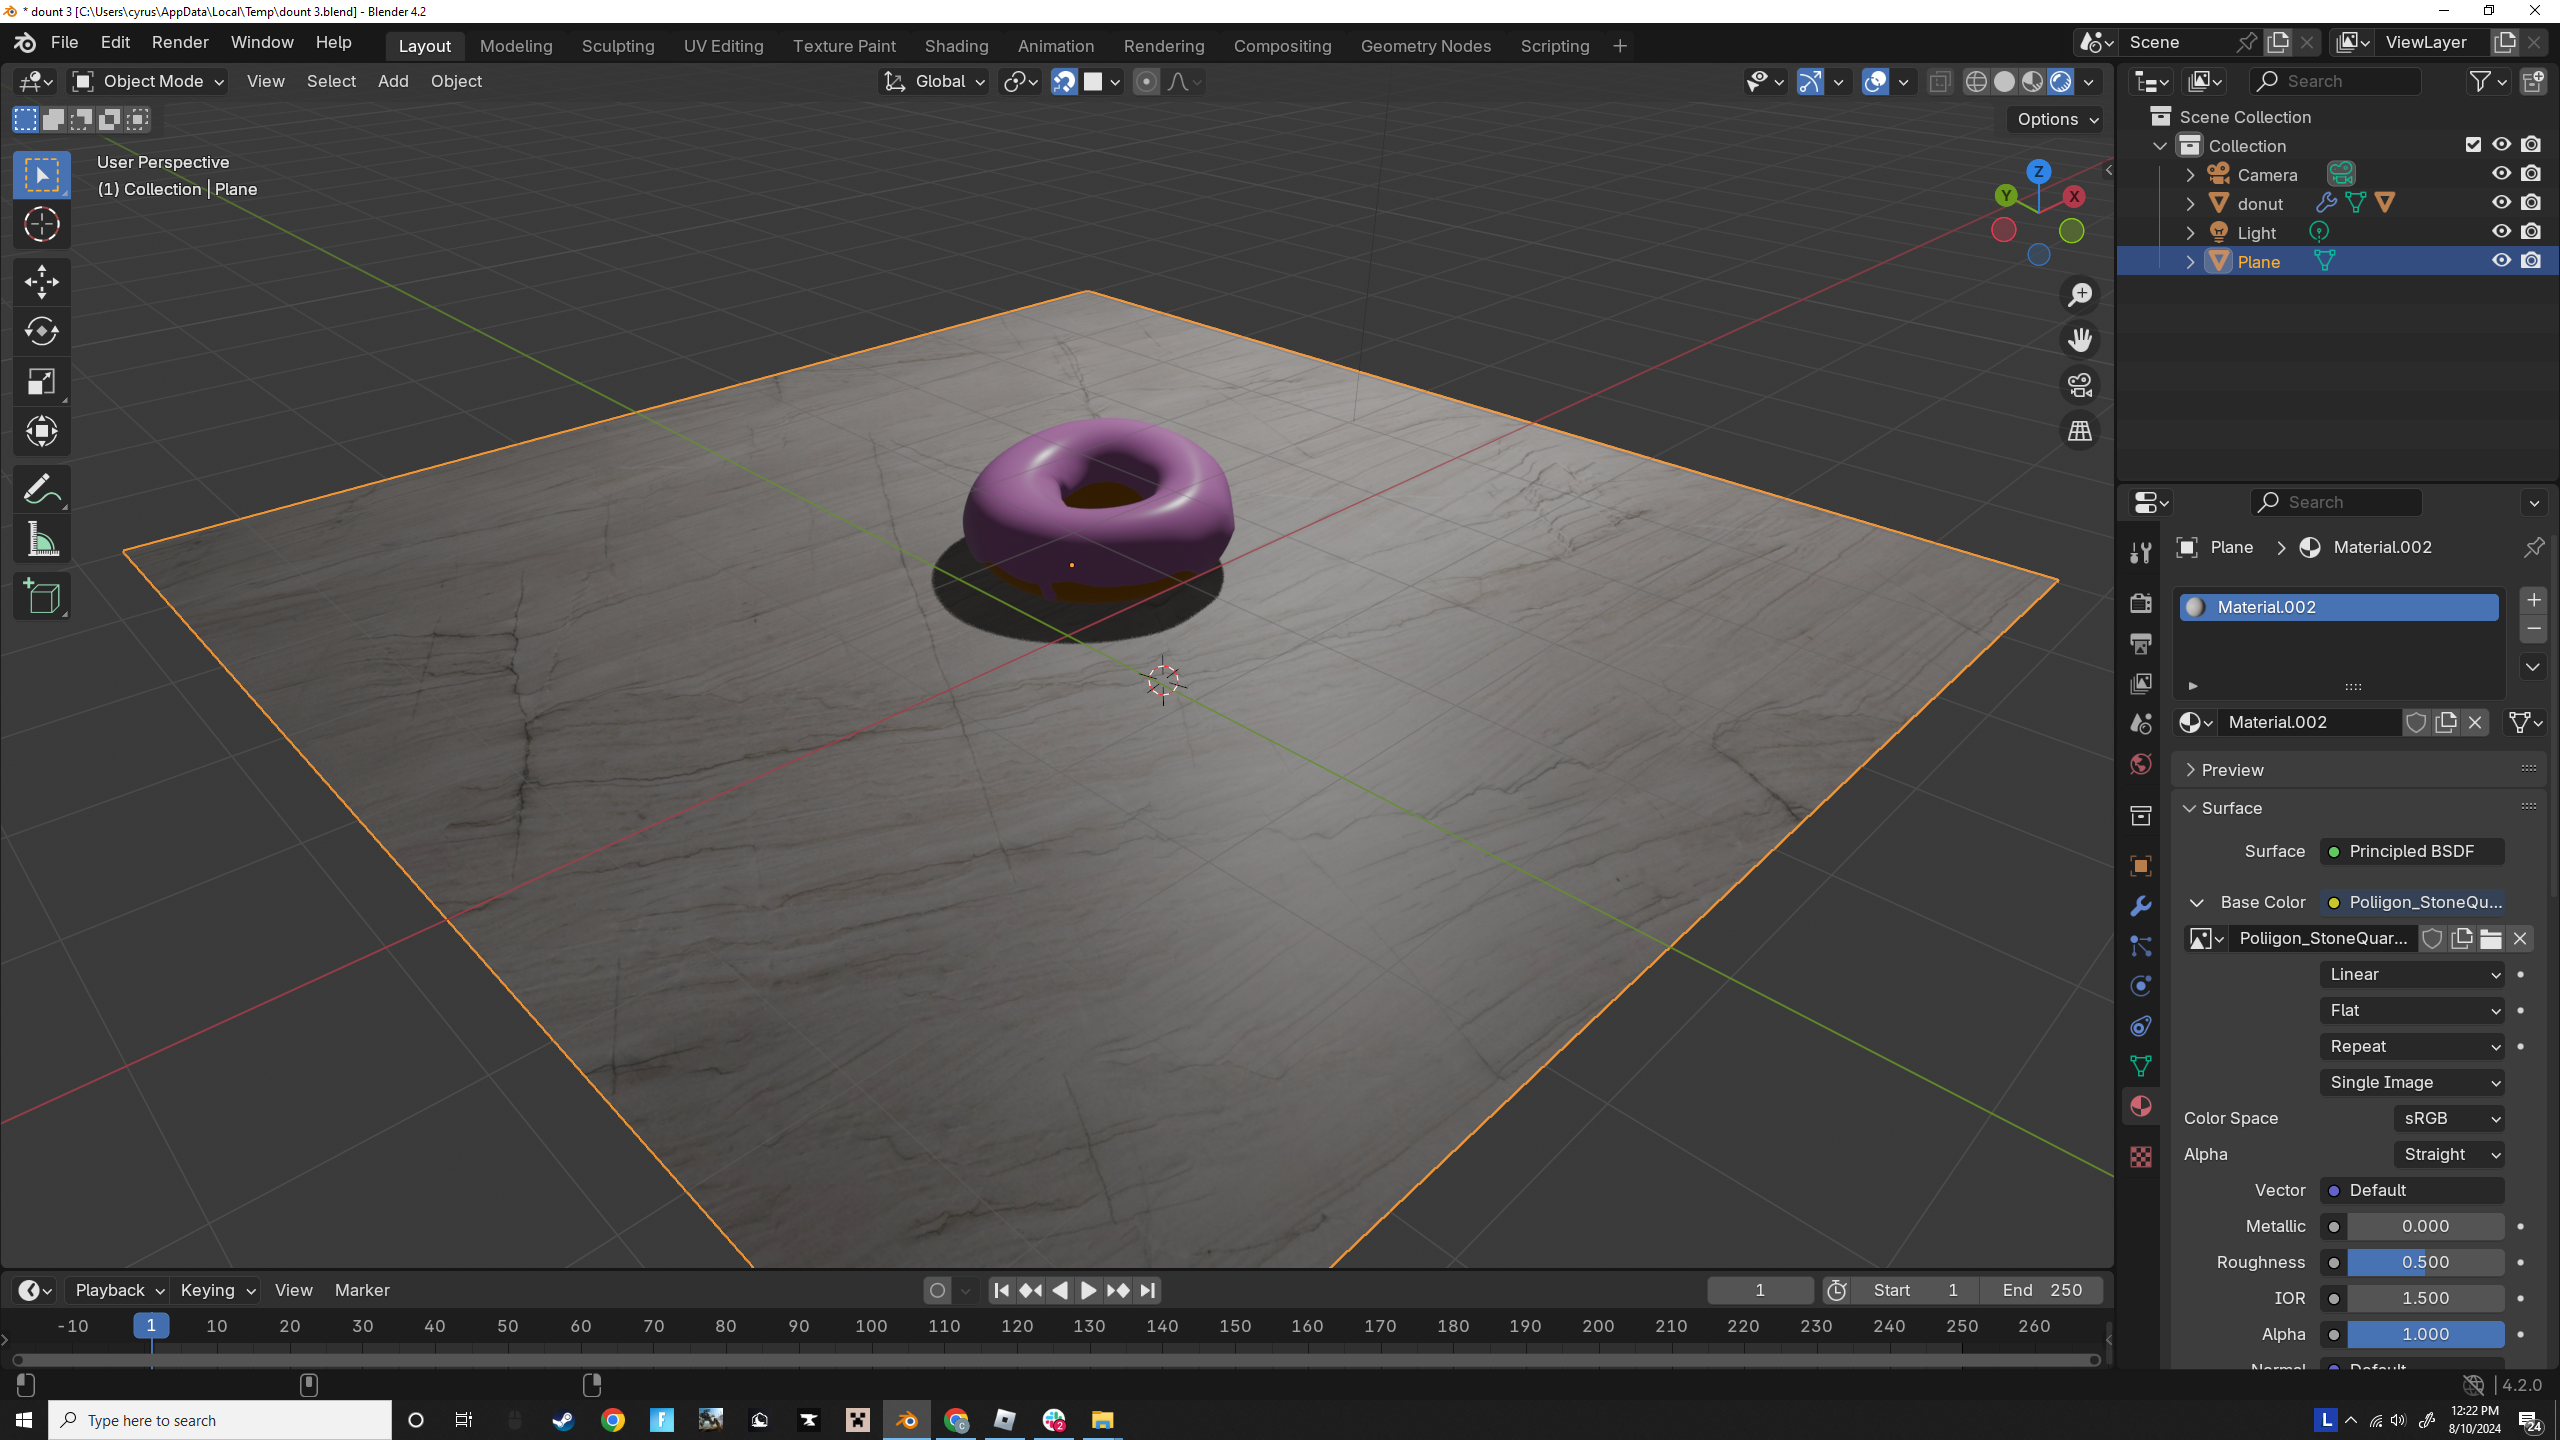 * dount 3 [C:\Users\cyrus\AppData\Local\Temp\dount 3.blend] - Blender 4.2
File Edit Render Window Help Layout Modeling Sculpting UV Editing Texture Paint Shading Animation Rendering Compositing Geometry Nodes Scripting + Scene ViewLayer
Object Mode View Select Add Object Global Search
Options
User Perspective
(1) Collection | Plane
Z
Y
X
Scene Collection
Collection
Camera
donut
Light
Plane
Search
Plane > Material.002
Material.002
Material.002
Preview
Surface
Surface Principled BSDF
Base Color Poliigon_StoneQu...
Poliigon_StoneQuar...
Linear
Flat
Repeat
Single Image
Color Space sRGB
Alpha Straight
Vector Default
Metallic 0.000
Roughness 0.500
IOR 1.500
Alpha 1.000
Normal Default
Playback Keying View Marker 1 Start 1 End 250
-10 1 10 20 30 40 50 60 70 80 90 100 110 120 130 140 150 160 170 180 190 200 210 220 230 240 250 260
4.2.0
Type here to search
L
12:22 PM
8/10/2024
24
2